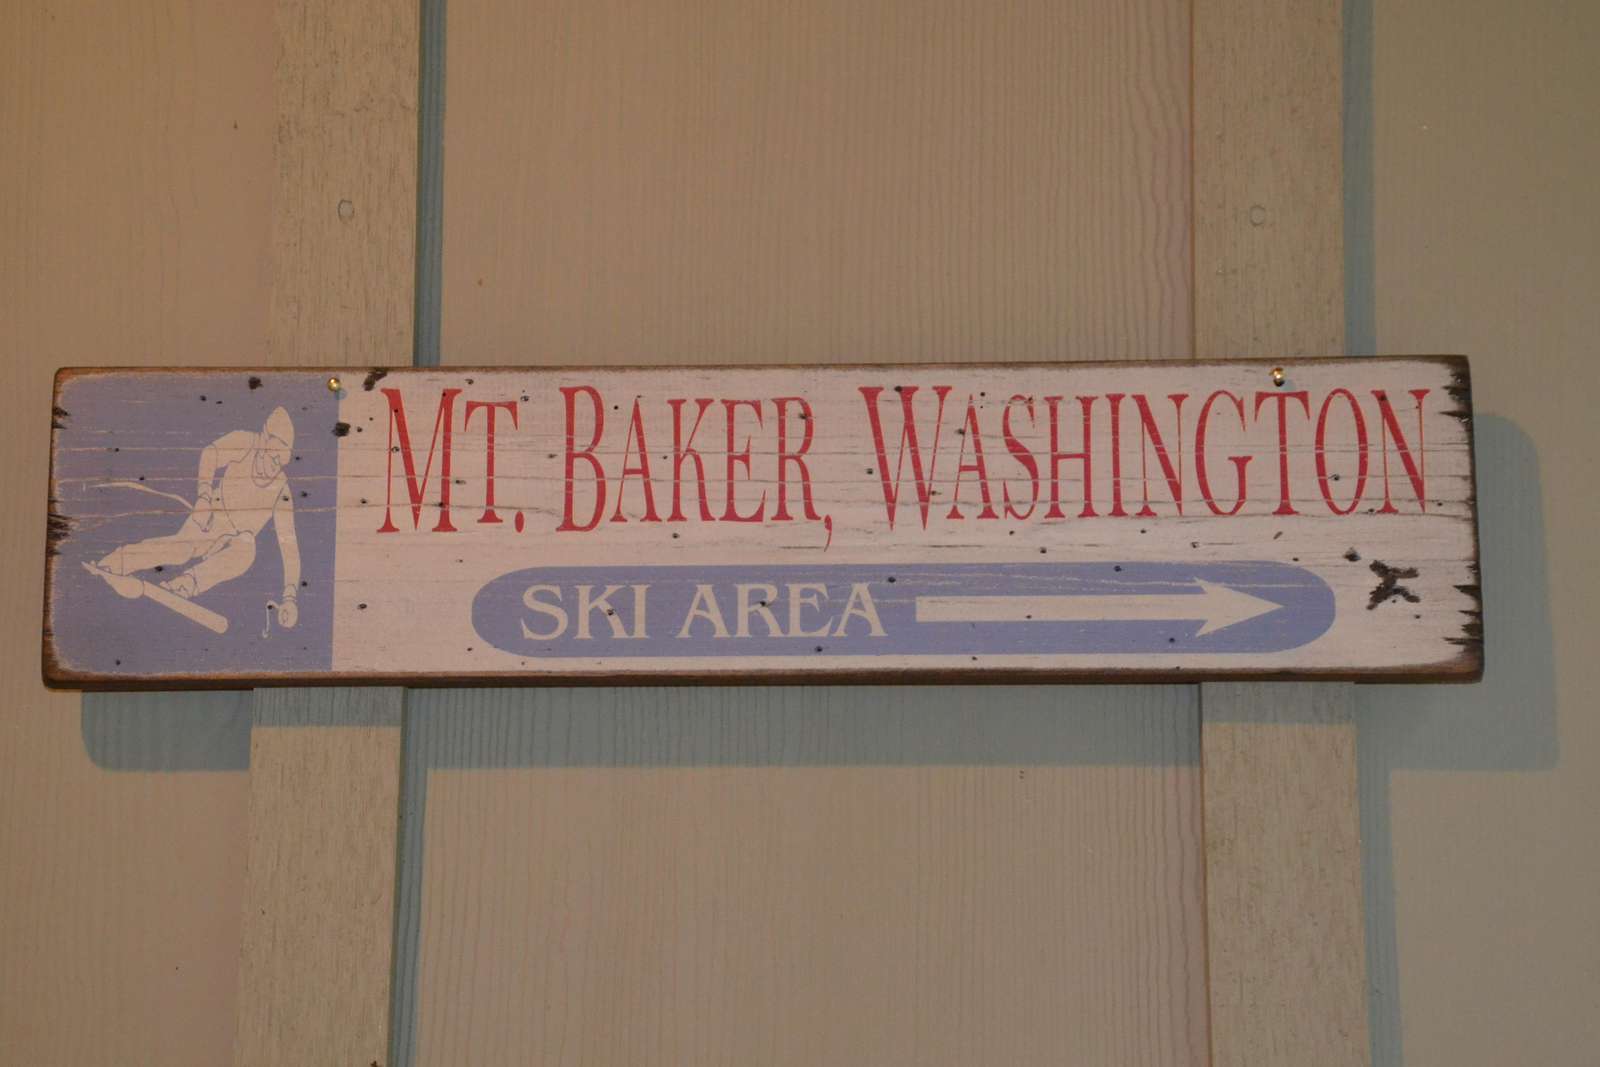 Mt. Baker, Washington
SKI AREA